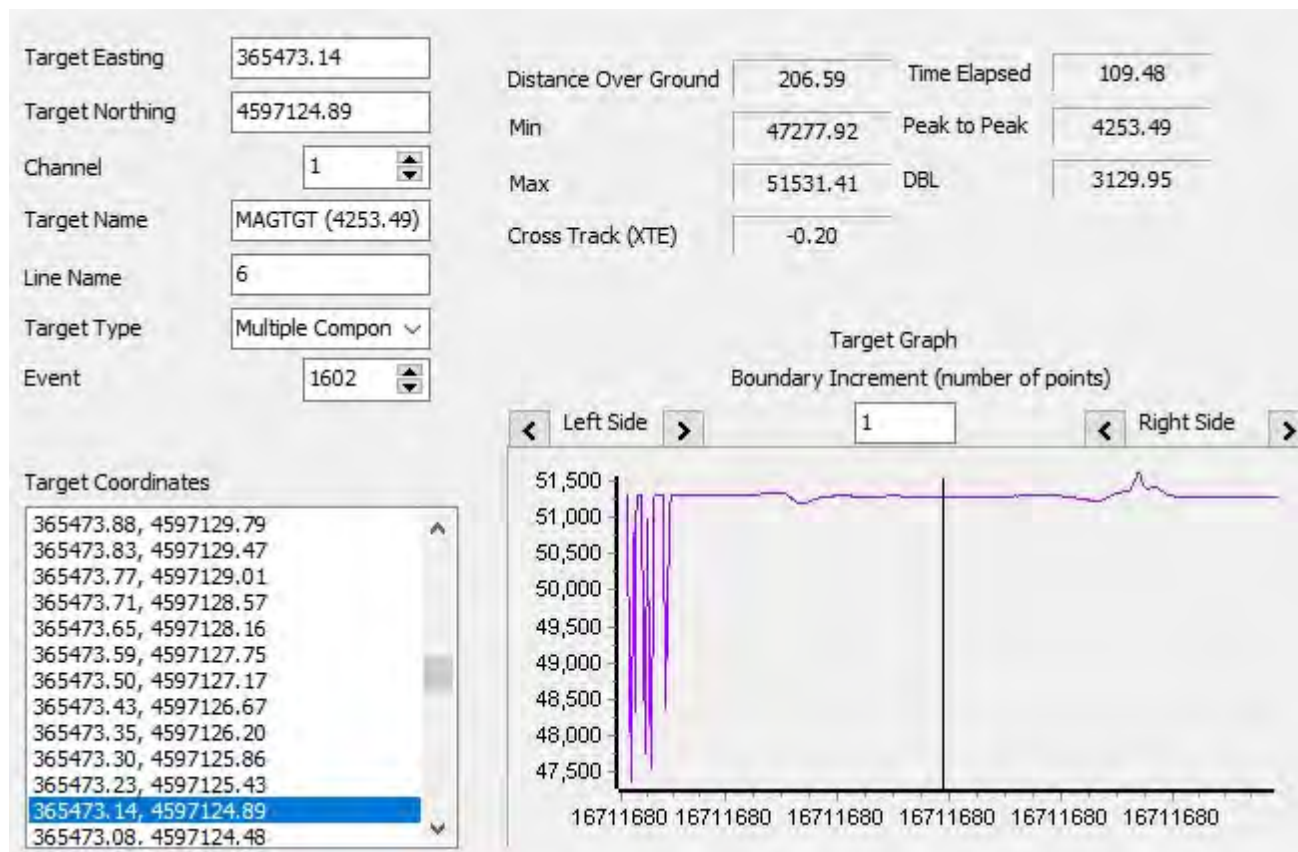 Target Easting 365473.14
Target Northing 4597124.89
Channel 1
Target Name MAGTGT (4253.49)
Line Name 6
Target Type Multiple Compon
Event 1602
Distance Over Ground 206.59 Time Elapsed 109.48
Min 47277.92 Peak to Peak 4253.49
Max 51531.41 DBL 3129.95
Cross Track (XTE) -0.20
Target Graph
Boundary Increment (number of points)
Left Side 1 Right Side
Target Coordinates
365473.88, 4597129.79
365473.83, 4597129.47
365473.77, 4597129.01
365473.71, 4597128.57
365473.65, 4597128.16
365473.59, 4597127.75
365473.50, 4597127.17
365473.43, 4597126.67
365473.35, 4597126.20
365473.30, 4597125.86
365473.23, 4597125.43
365473.14, 4597124.89
365473.08, 4597124.48
51,500
51,000
50,500
50,000
49,500
49,000
48,500
48,000
47,500
16711680 16711680 16711680 16711680 16711680 16711680